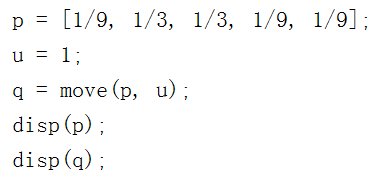 p = [1/9, 1/3, 1/3, 1/9, 1/9];
u = 1;
q = move(p, u);
disp(p);
disp(q);